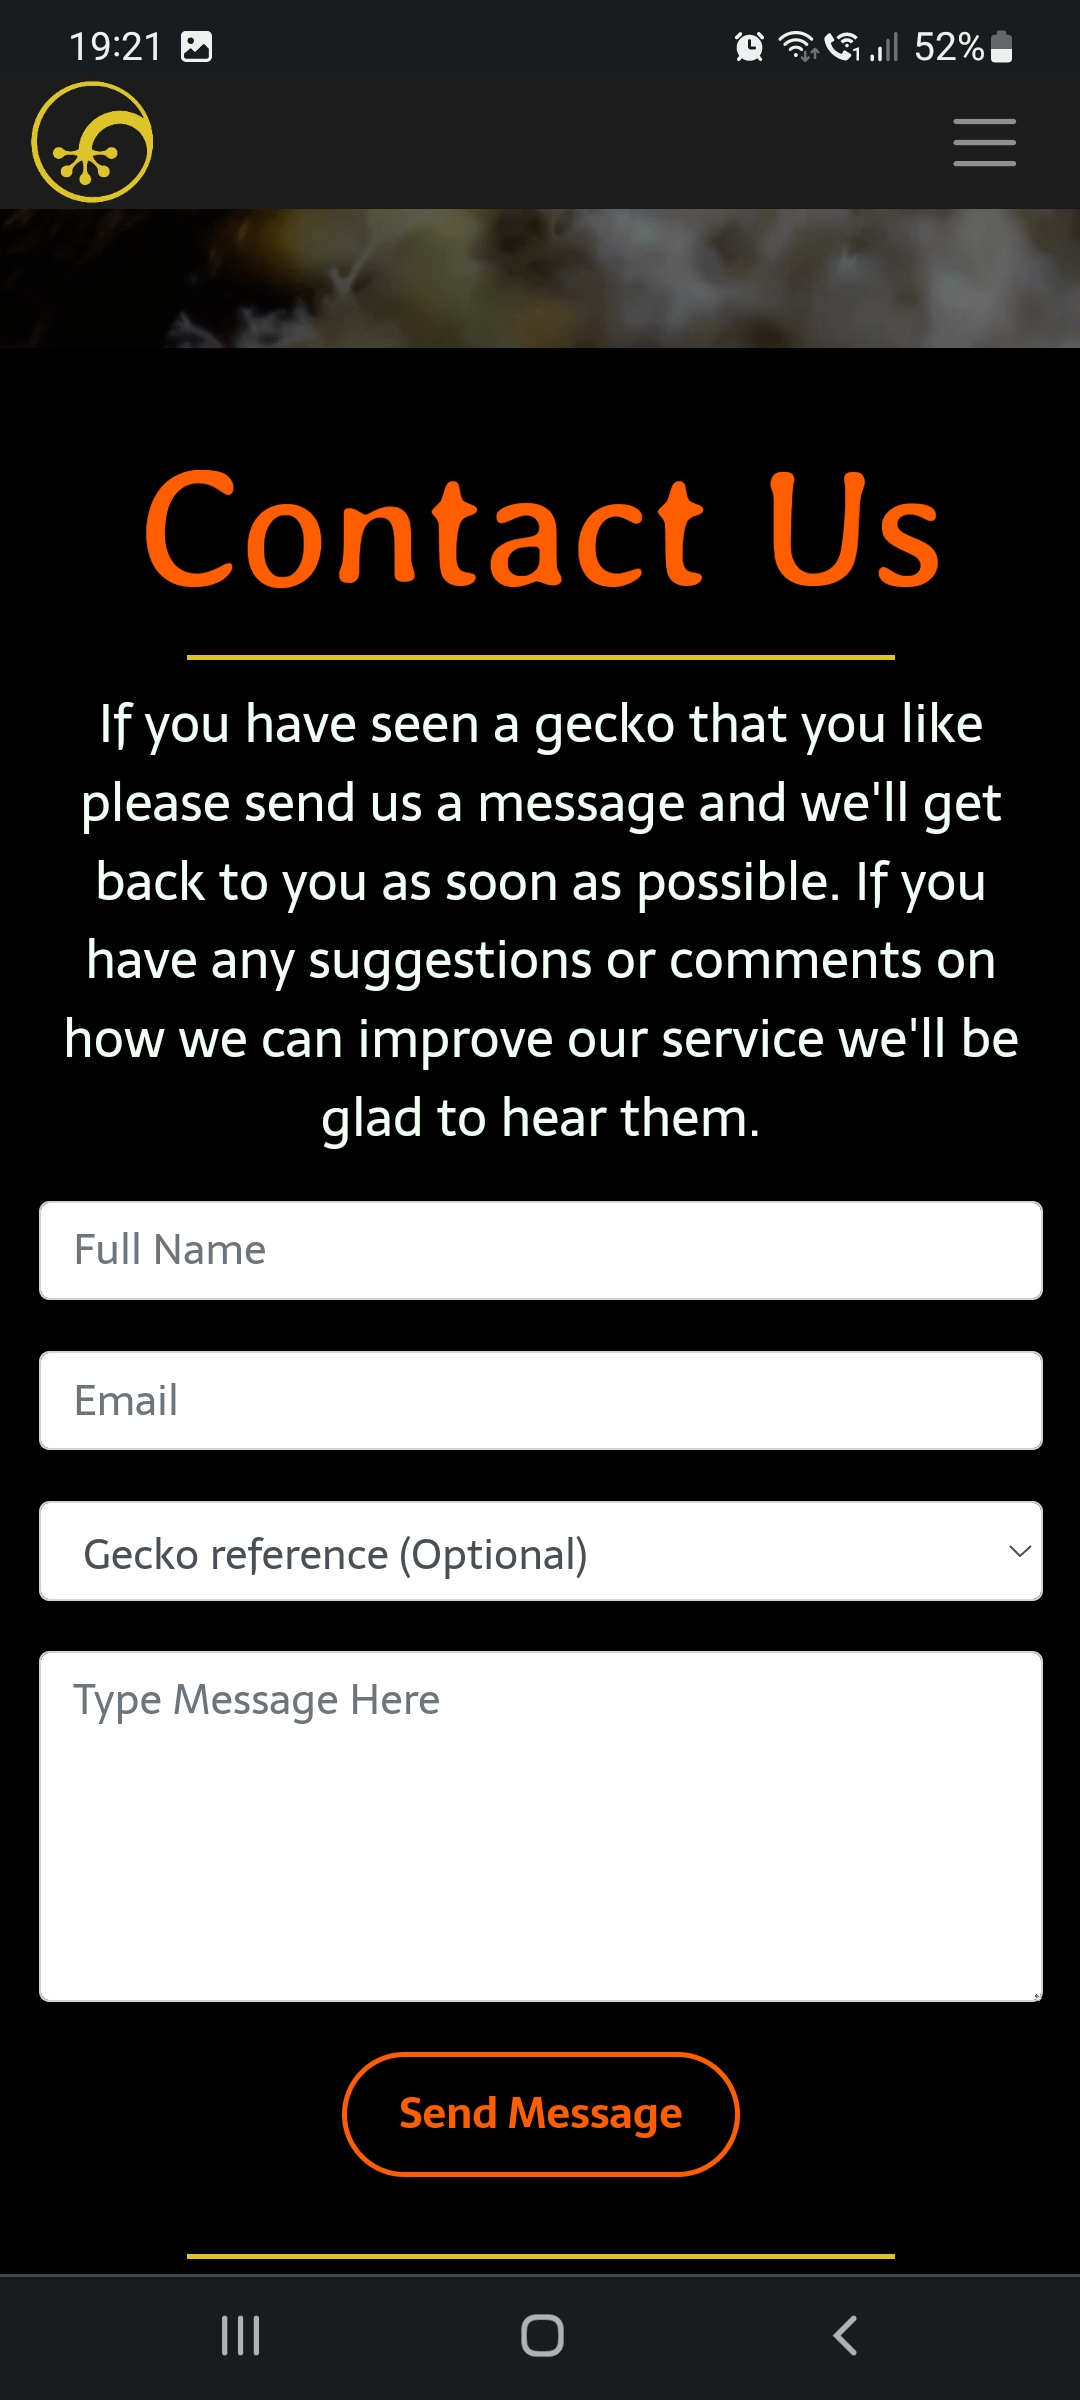 19:21
52%
Contact Us
If you have seen a gecko that you like
please send us a message and we'll get
back to you as soon as possible. If you
have any suggestions or comments on
how we can improve our service we'll be
glad to hear them.
Full Name
Email
Gecko reference (Optional)
Type Message Here
Send Message